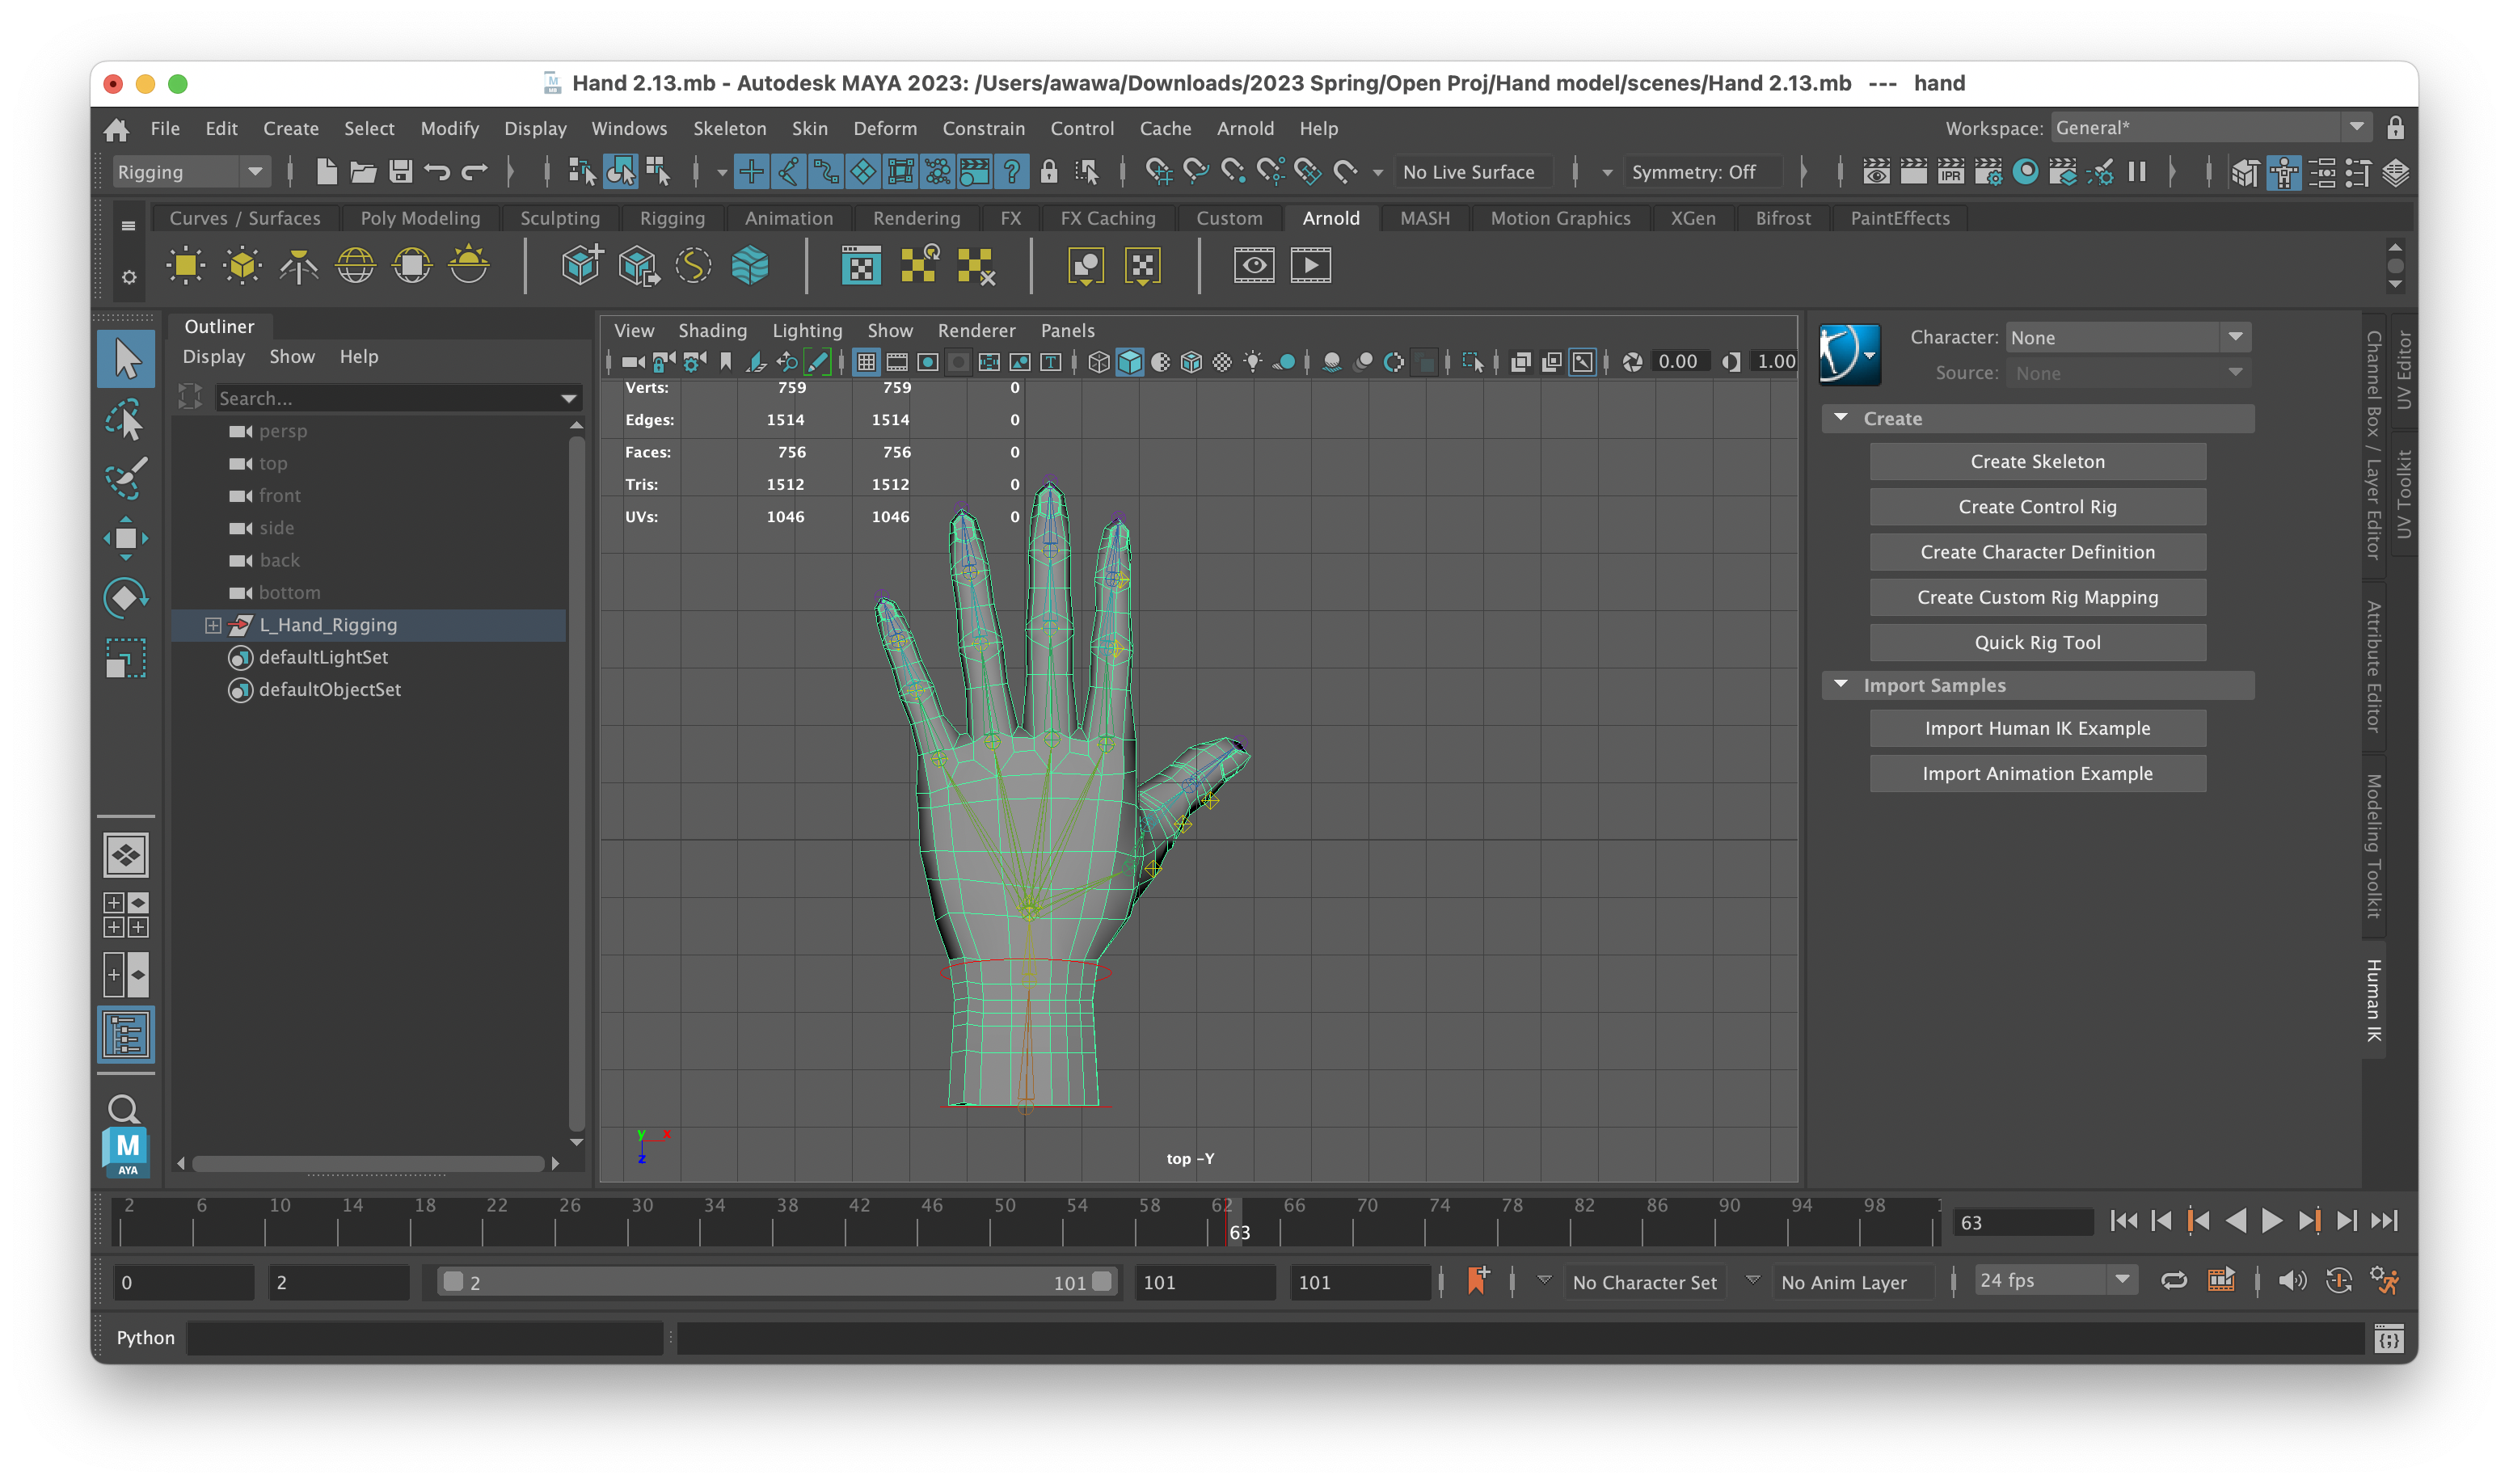 Hand 2.13.mb - Autodesk MAYA 2023: /Users/awawa/Downloads/2023 Spring/Open Proj/Hand model/scenes/Hand 2.13.mb --- hand
File Edit Create Select Modify Display Windows Skeleton Skin Deform Constrain Control Cache Arnold Help
Workspace: General*
Rigging
No Live Surface
Symmetry: Off
IPR
Curves / Surfaces Poly Modeling Sculpting Rigging Animation Rendering FX FX Caching Custom Arnold MASH Motion Graphics XGen Bifrost PaintEffects
Outliner
Display Show Help
Search...
persp
top
front
side
back
bottom
L_Hand_Rigging
defaultLightSet
defaultObjectSet
M
AYA
View Shading Lighting Show Renderer Panels
0.00
1.00
Verts: 759 759 0
Edges: 1514 1514 0
Faces: 756 756 0
Tris: 1512 1512 0
UVs: 1046 1046 0
y x
z
top -Y
Character: None
Source: None
Create
Create Skeleton
Create Control Rig
Create Character Definition
Create Custom Rig Mapping
Quick Rig Tool
Import Samples
Import Human IK Example
Import Animation Example
Channel Box / Layer Editor
Attribute Editor
Modeling Toolkit
Human IK
UV Editor
UV Toolkit
2 6 10 14 18 22 26 30 34 38 42 46 50 54 58 62 66 70 74 78 82 86 90 94 98
63
63
0
2
2
101
101
101
No Character Set
No Anim Layer
24 fps
Python